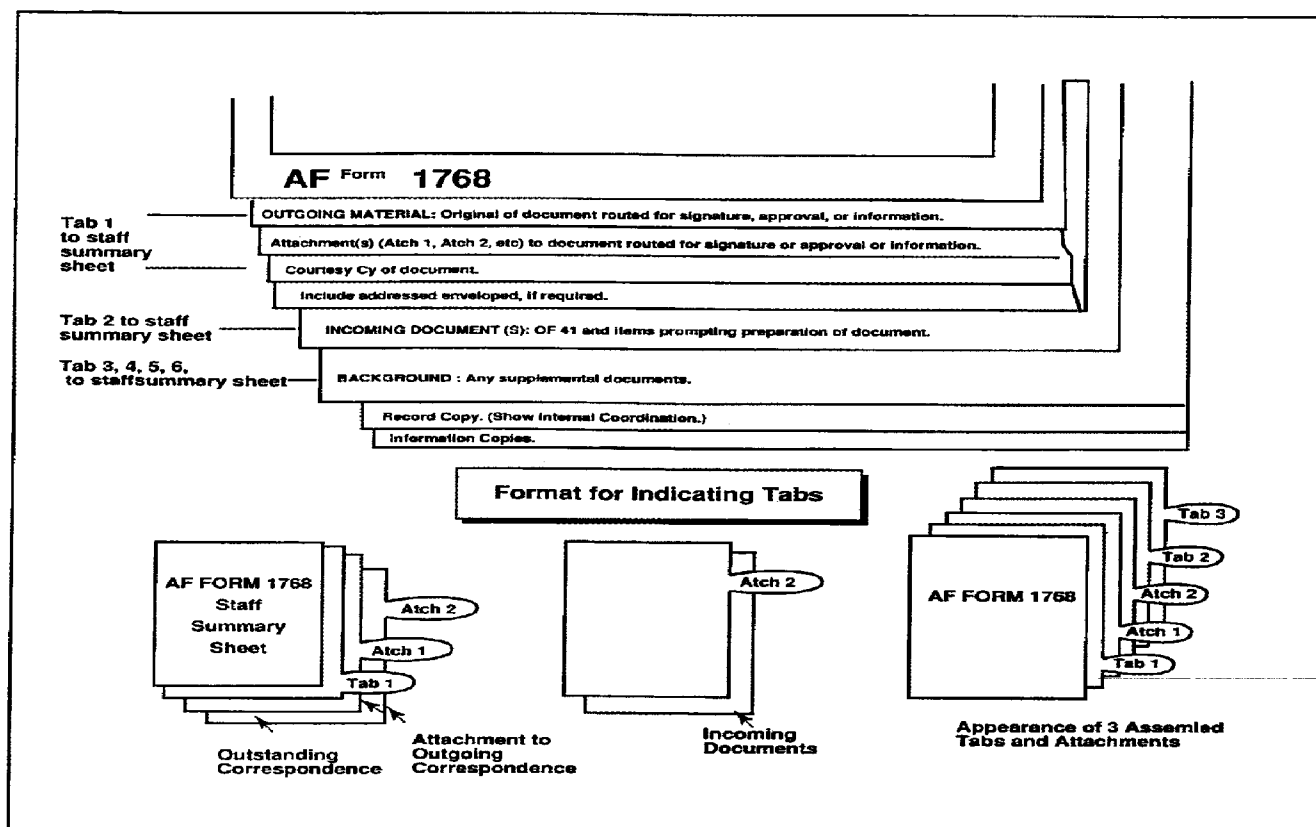 AF Form 1768
OUTGOING MATERIAL: Original of document routed for signature, approval, or information.
Tab 1
to staff
summary
sheet
Attachment(s) (Atch 1, Atch 2, etc) to document routed for signature or approval or information.
Courtesy Cy of document.
Include addressed enveloped, if required.
Tab 2 to staff
summary sheet
INCOMING DOCUMENT (S): OF 41 and items prompting preparation of document.
Tab 3, 4, 5, 6,
to staffsummary sheet
BACKGROUND : Any supplemental documents.
Record Copy. (Show Internal Coordination.)
Information Copies.
Format for Indicating Tabs
AF FORM 1768
Staff
Summary
Sheet
Atch 2
Atch 1
Tab 1
Outstanding
Correspondence
Attachment to
Outgoing
Correspondence
Atch 2
Incoming
Documents
AF FORM 1768
Tab 3
Tab 2
Atch 2
Atch 1
Tab 1
Appearance of 3 Assemled
Tabs and Attachments